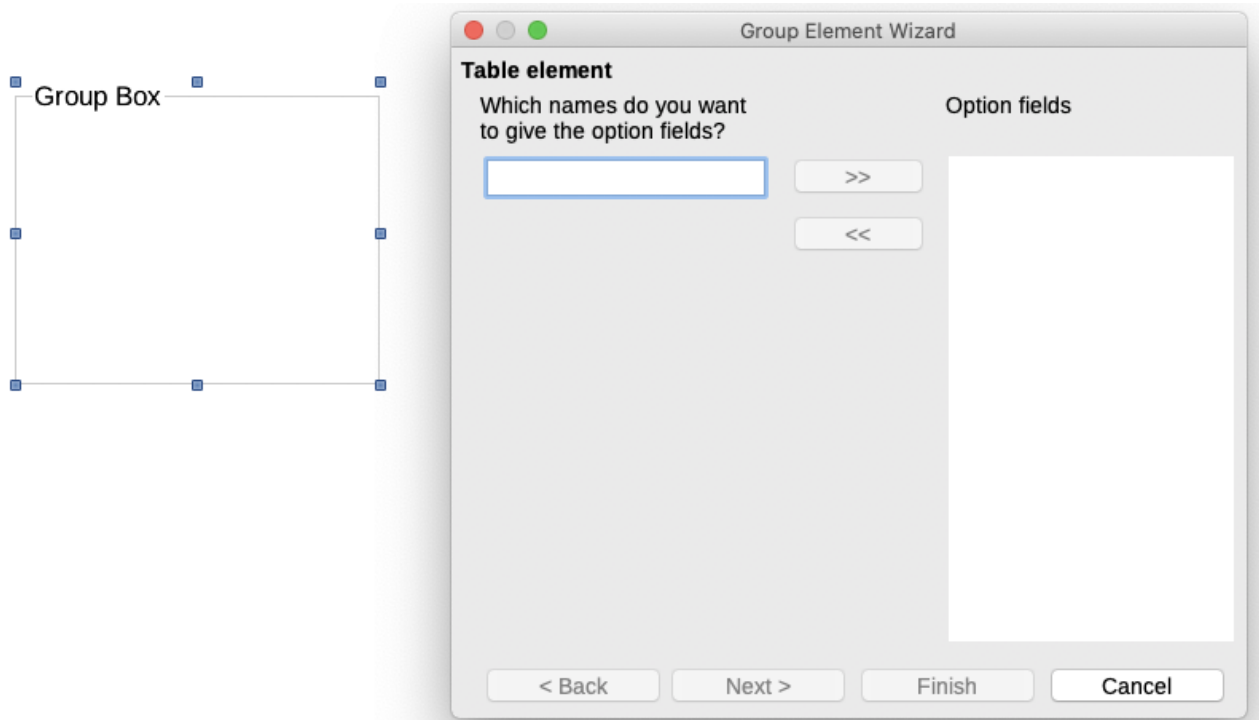 Group Box
Group Element Wizard
Table element
Which names do you want
to give the option fields?
Option fields
>>
<<
< Back
Next >
Finish
Cancel